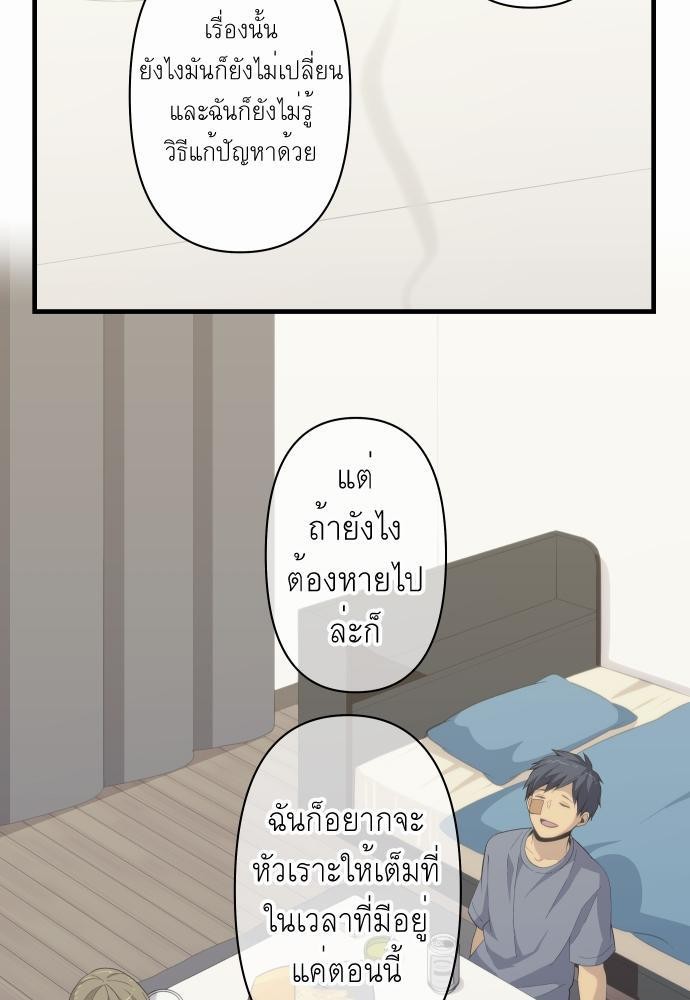 เรื่องนั้น
ยังไงมันก็ยังไม่เปลี่ยน
และฉันก็ยังไม่รู้
วิธีแก้ปัญหาด้วย
แต่
ถ้ายังไง
ต้องหายไป
ล่ะก็
ฉันก็อยากจะ
หัวเราะให้เต็มที่
ในเวลาที่มีอยู่
แค่ตอนนี้